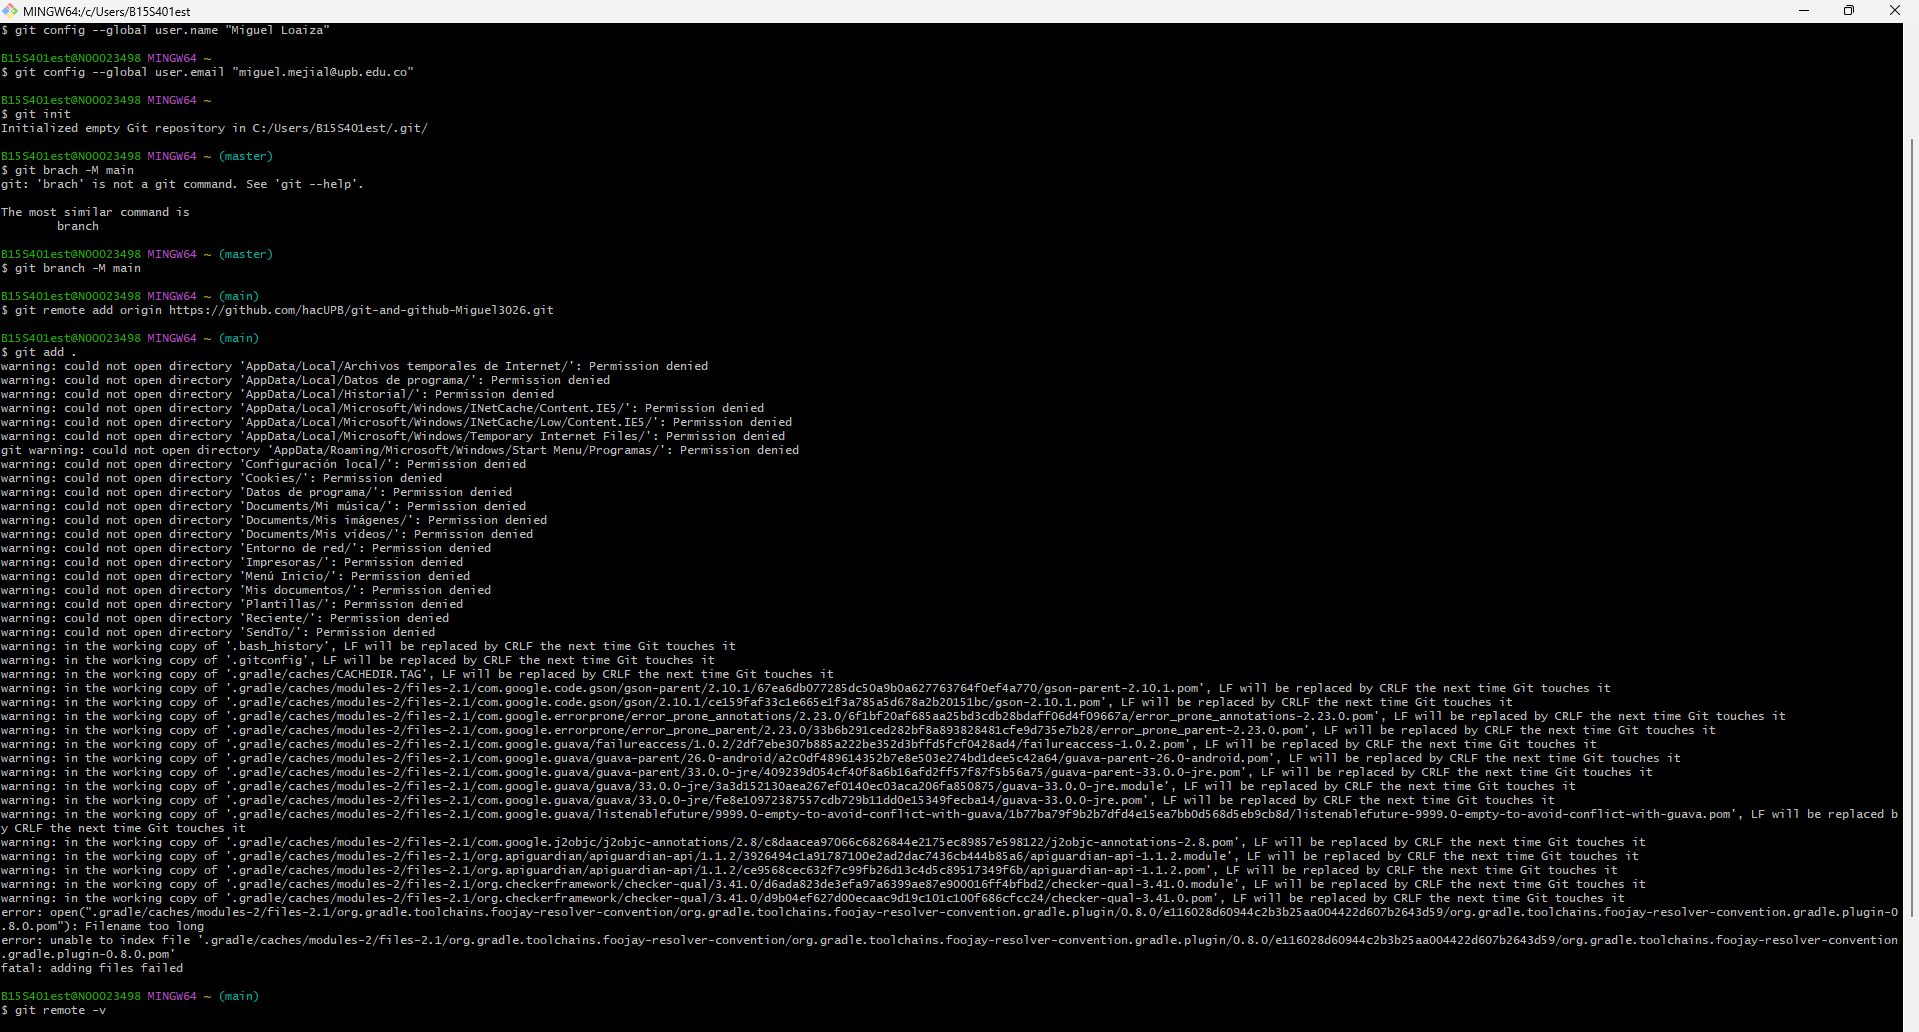 MINGW64:/c/Users/B15S401est
$ git config --global user.name "Miguel Loaiza"
B15S401est@N00023498 MINGW64 ~
$ git config --global user.email "miguel.mejial@upb.edu.co"
B15S401est@N00023498 MINGW64 ~
$ git init
Initialized empty Git repository in C:/Users/B15S401est/.git/
B15S401est@N00023498 MINGW64 ~ (master)
$ git brach -M main
git: 'brach' is not a git command. See 'git --help'.
The most similar command is
branch
B15S401est@N00023498 MINGW64 ~ (master)
$ git branch -M main
B15S401est@N00023498 MINGW64 ~ (main)
$ git remote add origin https://github.com/hacUPB/git-and-github-Miguel3026.git
B15S401est@N00023498 MINGW64 ~ (main)
$ git add .
warning: could not open directory 'AppData/Local/Archivos temporales de Internet/': Permission denied
warning: could not open directory 'AppData/Local/Datos de programa/': Permission denied
warning: could not open directory 'AppData/Local/Historial/': Permission denied
warning: could not open directory 'AppData/Local/Microsoft/Windows/INetCache/Content.IE5/': Permission denied
warning: could not open directory 'AppData/Local/Microsoft/Windows/INetCache/Low/Content.IE5/': Permission denied
warning: could not open directory 'AppData/Local/Microsoft/Windows/Temporary Internet Files/': Permission denied
git warning: could not open directory 'AppData/Roaming/Microsoft/Windows/Start Menu/Programas/': Permission denied
warning: could not open directory 'Configuración local/': Permission denied
warning: could not open directory 'Cookies/': Permission denied
warning: could not open directory 'Datos de programa/': Permission denied
warning: could not open directory 'Documents/Mi música/': Permission denied
warning: could not open directory 'Documents/Mis imágenes/': Permission denied
warning: could not open directory 'Documents/Mis vídeos/': Permission denied
warning: could not open directory 'Entorno de red/': Permission denied
warning: could not open directory 'Impresoras/': Permission denied
warning: could not open directory 'Menú Inicio/': Permission denied
warning: could not open directory 'Mis documentos/': Permission denied
warning: could not open directory 'Plantillas/': Permission denied
warning: could not open directory 'Reciente/': Permission denied
warning: could not open directory 'SendTo/': Permission denied
warning: in the working copy of '.bash_history', LF will be replaced by CRLF the next time Git touches it
warning: in the working copy of '.gitconfig', LF will be replaced by CRLF the next time Git touches it
warning: in the working copy of '.gradle/caches/CACHEDIR.TAG', LF will be replaced by CRLF the next time Git touches it
warning: in the working copy of '.gradle/caches/modules-2/files-2.1/com.google.code.gson/gson-parent/2.10.1/67ea6db077285dc50a9b0a627763764f0ef4a770/gson-parent-2.10.1.pom', LF will be replaced by CRLF the next time Git touches it
warning: in the working copy of '.gradle/caches/modules-2/files-2.1/com.google.code.gson/gson/2.10.1/ce159faf33c1e665e1f3a785a5d678a2b20151bc/gson-2.10.1.pom', LF will be replaced by CRLF the next time Git touches it
warning: in the working copy of '.gradle/caches/modules-2/files-2.1/com.google.errorprone/error_prone_annotations/2.23.0/6f1bf20af685aa25bd3cdb28bdaff06d4f09667a/error_prone_annotations-2.23.0.pom', LF will be replaced by CRLF the next time Git touches it
warning: in the working copy of '.gradle/caches/modules-2/files-2.1/com.google.errorprone/error_prone_parent/2.23.0/33b6b291ced282bf8a893828481cfe9d735e7b28/error_prone_parent-2.23.0.pom', LF will be replaced by CRLF the next time Git touches it
warning: in the working copy of '.gradle/caches/modules-2/files-2.1/com.google.guava/failureaccess/1.0.2/2df7ebe307b885a222be352d3bffd5fcf0428ad4/failureaccess-1.0.2.pom', LF will be replaced by CRLF the next time Git touches it
warning: in the working copy of '.gradle/caches/modules-2/files-2.1/com.google.guava/guava-parent/26.0-android/a2c0df489614352b7e8e503e274bd1dee5c42a64/guava-parent-26.0-android.pom', LF will be replaced by CRLF the next time Git touches it
warning: in the working copy of '.gradle/caches/modules-2/files-2.1/com.google.guava/guava-parent/33.0.0-jre/409239d054cf40f8a6b16afd2ff57f87f5b56a75/guava-parent-33.0.0-jre.pom', LF will be replaced by CRLF the next time Git touches it
warning: in the working copy of '.gradle/caches/modules-2/files-2.1/com.google.guava/guava/33.0.0-jre/3a3d152130aea267ef0140ec03aca206fa850875/guava-33.0.0-jre.module', LF will be replaced by CRLF the next time Git touches it
warning: in the working copy of '.gradle/caches/modules-2/files-2.1/com.google.guava/guava/33.0.0-jre/fe8e10972387557cdb729b11dd0e15349fecba14/guava-33.0.0-jre.pom', LF will be replaced by CRLF the next time Git touches it
warning: in the working copy of '.gradle/caches/modules-2/files-2.1/com.google.guava/listenablefuture/9999.0-empty-to-avoid-conflict-with-guava/1b77ba79f9b2b7dfd4e15ea7bb0d568d5eb9cb8d/listenablefuture-9999.0-empty-to-avoid-conflict-with-guava.pom', LF will be replaced b
y CRLF the next time Git touches it
warning: in the working copy of '.gradle/caches/modules-2/files-2.1/com.google.j2objc/j2objc-annotations/2.8/c8daacea97066c6826844e2175ec89857e598122/j2objc-annotations-2.8.pom', LF will be replaced by CRLF the next time Git touches it
warning: in the working copy of '.gradle/caches/modules-2/files-2.1/org.apiguardian/apiguardian-api/1.1.2/3926494c1a91787100e2ad2dac7436cb444b85a6/apiguardian-api-1.1.2.module', LF will be replaced by CRLF the next time Git touches it
warning: in the working copy of '.gradle/caches/modules-2/files-2.1/org.apiguardian/apiguardian-api/1.1.2/ce9568cec632f7c99fb26d13c4d5c89517349f6b/apiguardian-api-1.1.2.pom', LF will be replaced by CRLF the next time Git touches it
warning: in the working copy of '.gradle/caches/modules-2/files-2.1/org.checkerframework/checker-qual/3.41.0/d6ada823de3efa97a6399ae87e900016ff4bfbd2/checker-qual-3.41.0.module', LF will be replaced by CRLF the next time Git touches it
warning: in the working copy of '.gradle/caches/modules-2/files-2.1/org.checkerframework/checker-qual/3.41.0/d9b04ef627d00ecaac9d19c101c100f686cfcc24/checker-qual-3.41.0.pom', LF will be replaced by CRLF the next time Git touches it
error: open(".gradle/caches/modules-2/files-2.1/org.gradle.toolchains.foojay-resolver-convention/org.gradle.toolchains.foojay-resolver-convention.gradle.plugin/0.8.0/e116028d60944c2b3b25aa004422d607b2643d59/org.gradle.toolchains.foojay-resolver-convention.gradle.plugin-0
.8.0.pom"): Filename too long
error: unable to index file '.gradle/caches/modules-2/files-2.1/org.gradle.toolchains.foojay-resolver-convention/org.gradle.toolchains.foojay-resolver-convention.gradle.plugin/0.8.0/e116028d60944c2b3b25aa004422d607b2643d59/org.gradle.toolchains.foojay-resolver-convention
.gradle.plugin-0.8.0.pom'
fatal: adding files failed
B15S401est@N00023498 MINGW64 ~ (main)
$ git remote -v